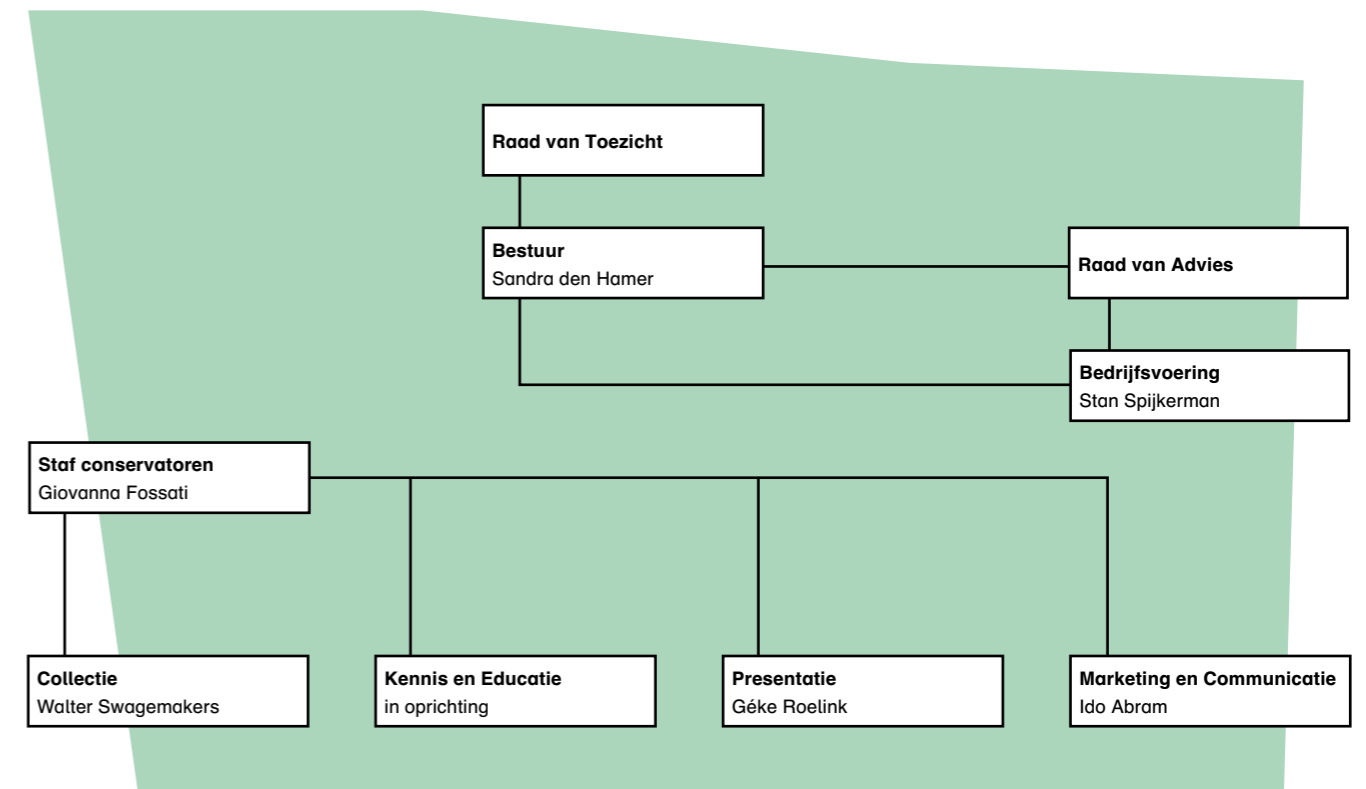 Raad van Toezicht
Bestuur
Sandra den Hamer
Raad van Advies
Bedrijfsvoering
Stan Spijkerman
Staf conservatoren
Giovanna Fossati
Collectie
Walter Swagemakers
Kennis en Educatie
in oprichting
Presentatie
Géke Roelink
Marketing en Communicatie
Ido Abram